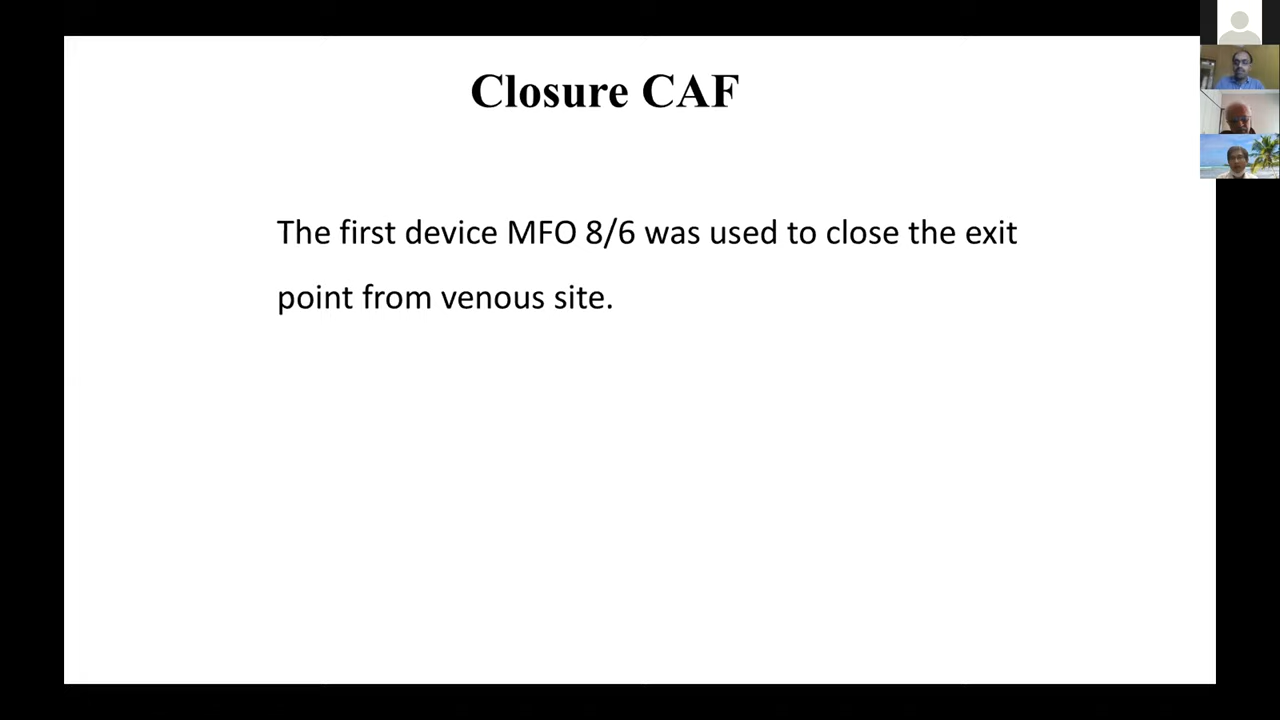 Closure CAF
The first device MFO 8/6 was used to close the exit
point from venous site.